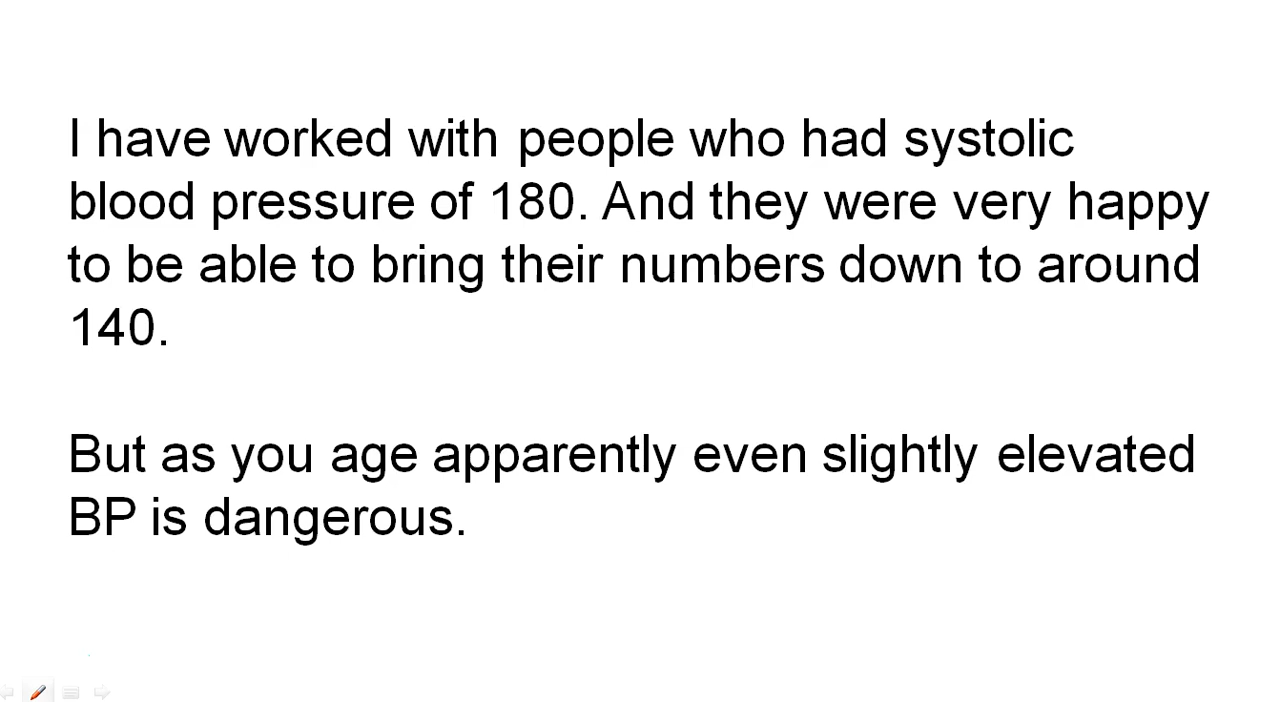 I have worked with people who had systolic
blood pressure of 180. And they were very happy
to be able to bring their numbers down to around
140.
But as you age apparently even slightly elevated
BP is dangerous.